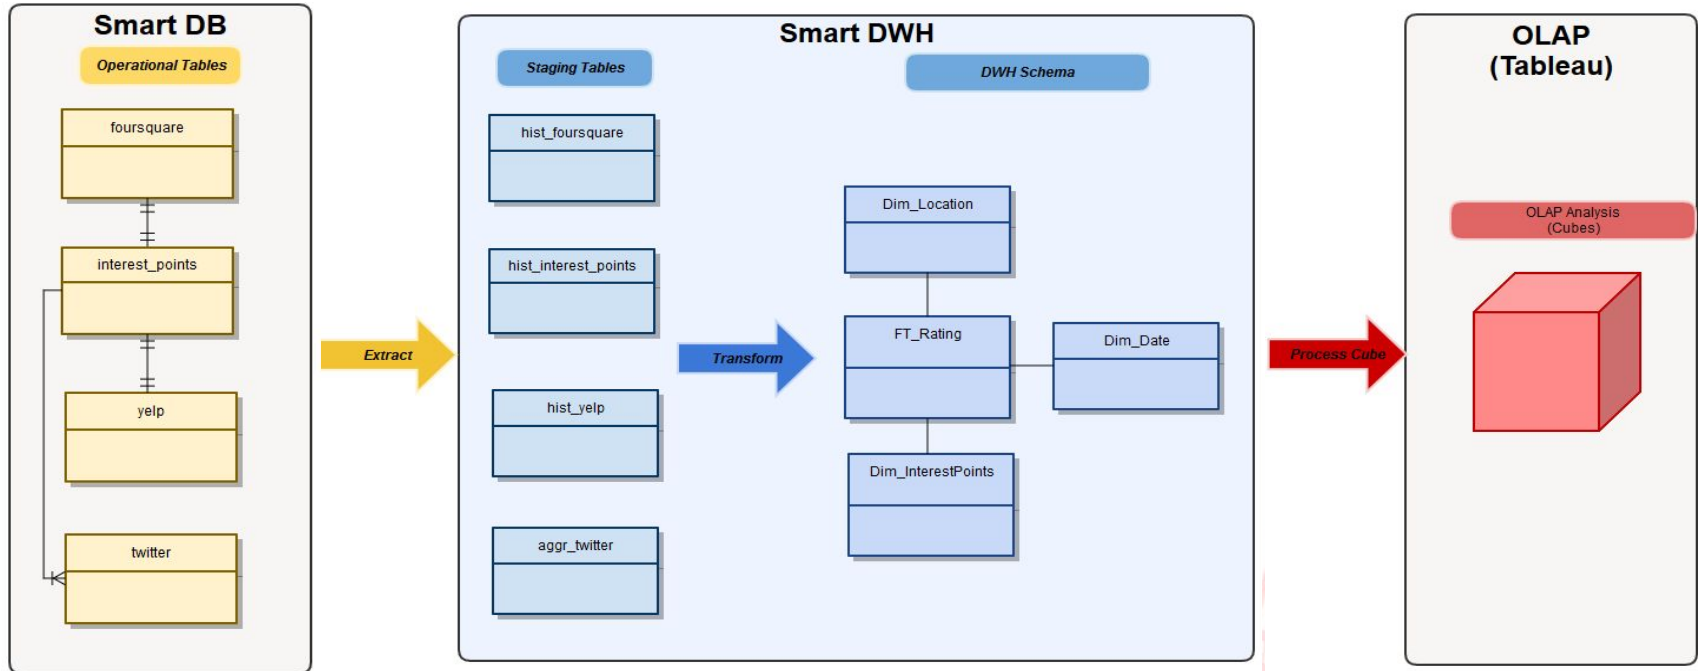 Smart DB
Operational Tables
foursquare
interest_points
yelp
twitter
Extract
Smart DWH
Staging Tables
hist_foursquare
hist_interest_points
hist_yelp
aggr_twitter
Transform
DWH Schema
Dim_Location
FT_Rating
Dim_Date
Dim_InterestPoints
Process Cube
OLAP
(Tableau)
OLAP Analysis
(Cubes)